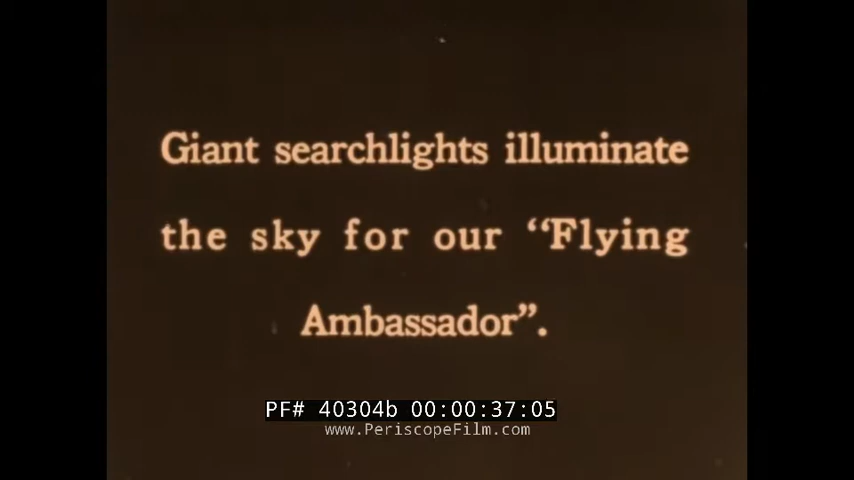 Giant searchlights illuminate
the sky for our “Flying
Ambassador”.
PF# 40304b 00:00:37:05
www.PeriscopeFilm.com